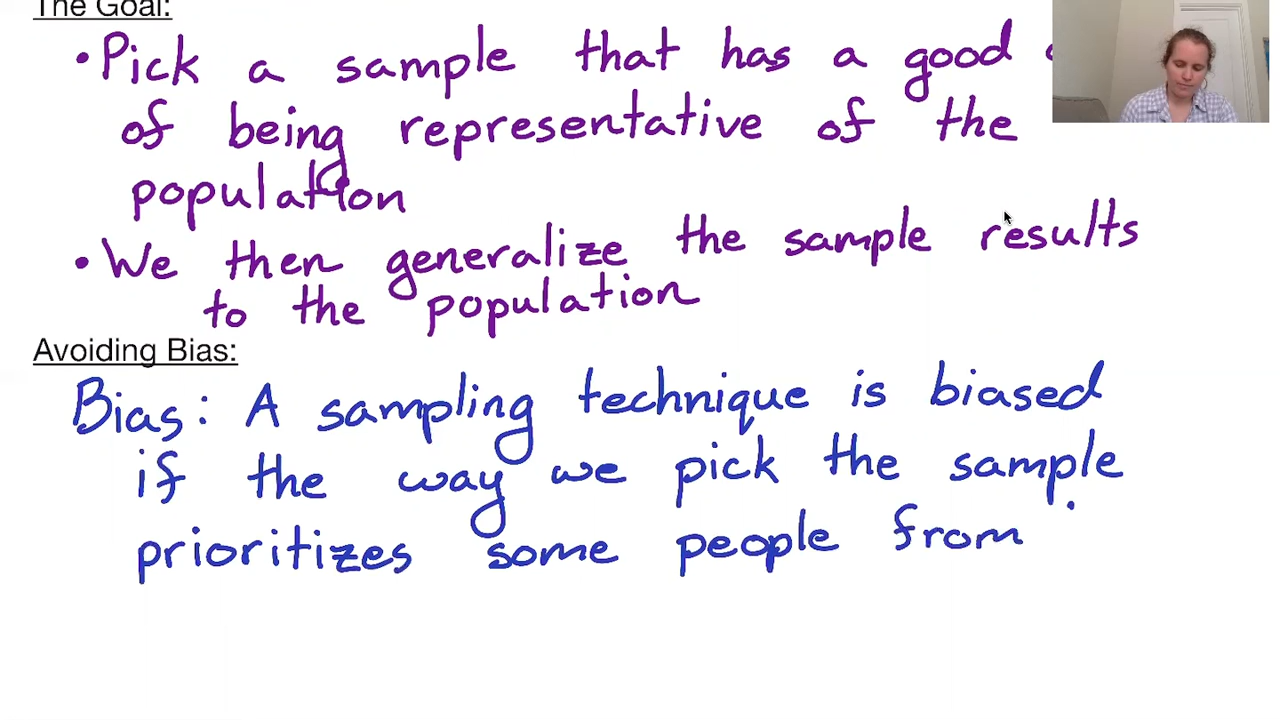 The Goal:
• Pick a sample that has a good
of being representative of the
population
• We then generalize the sample results
to the population
Avoiding Bias:
Bias: A sampling technique is biased
if the way we pick the sample
prioritizes some people from